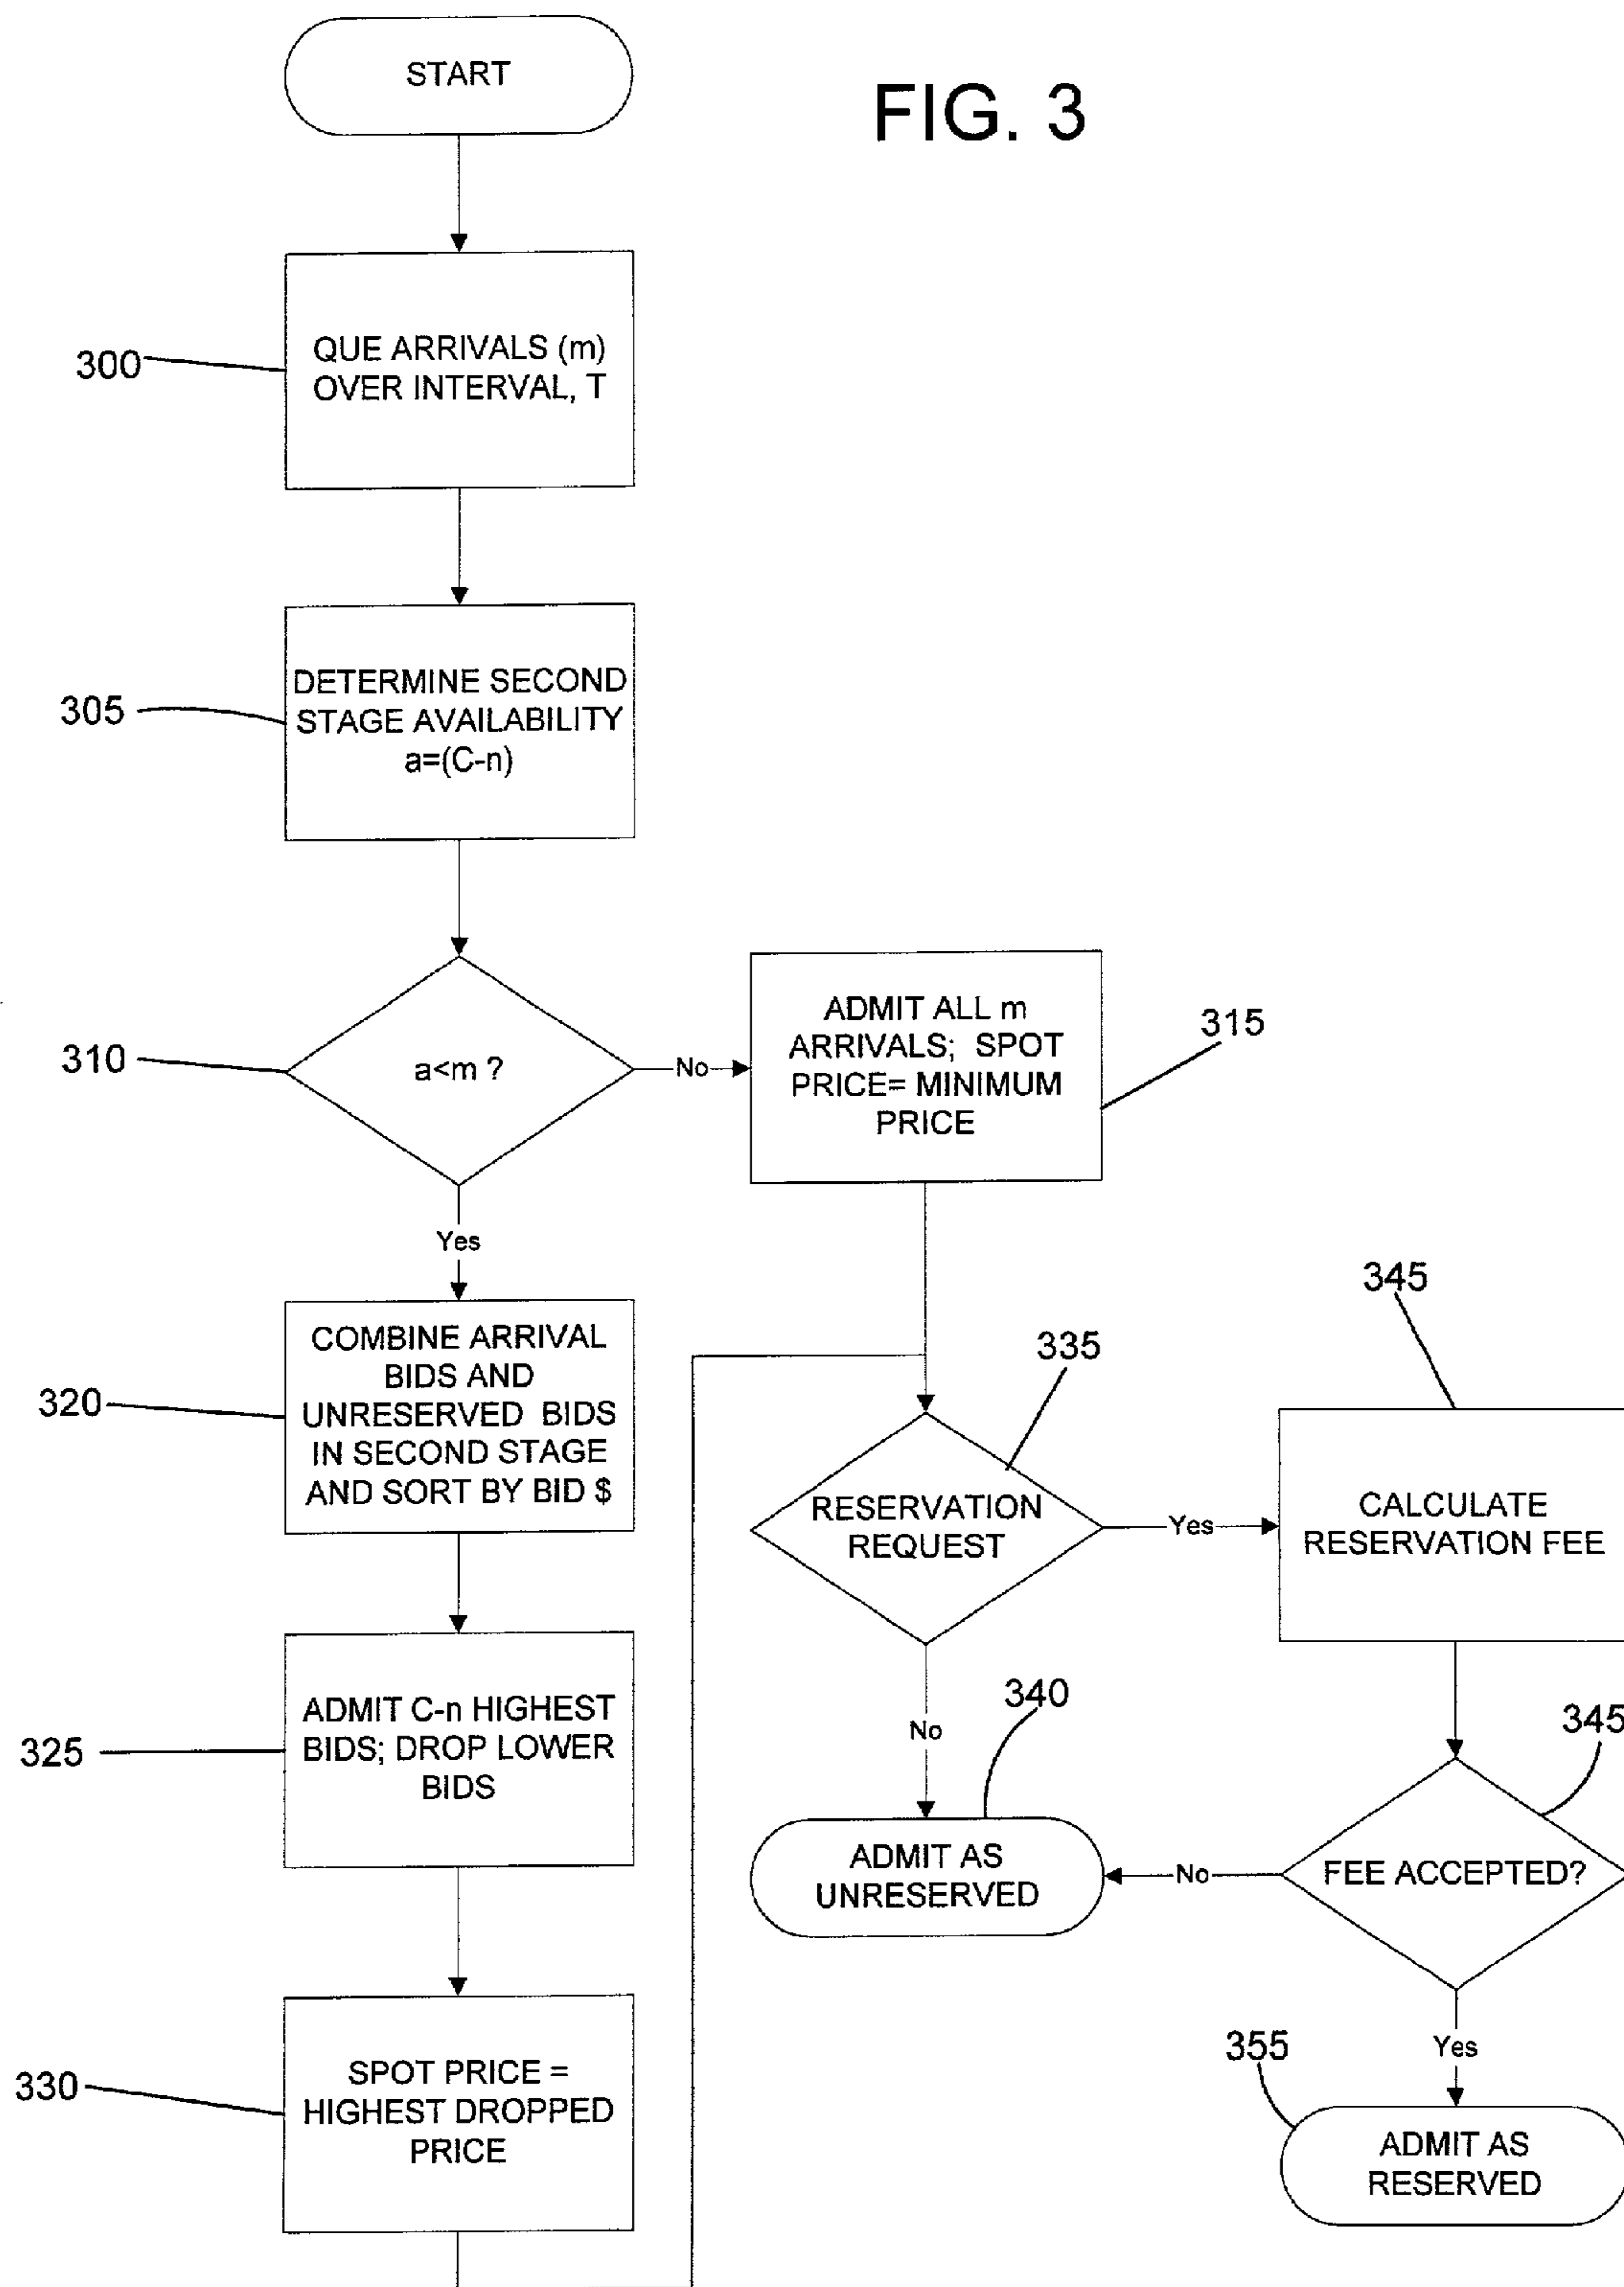 START
FIG. 3
300
QUE ARRIVALS (m)
OVER INTERVAL, T
305
DETERMINE SECOND
STAGE AVAILABILITY
a=(C-n)
310
a<m ?
No
ADMIT ALL m
ARRIVALS; SPOT
PRICE= MINIMUM
PRICE
315
Yes
320
COMBINE ARRIVAL
BIDS AND
UNRESERVED BIDS
IN SECOND STAGE
AND SORT BY BID $
335
RESERVATION
REQUEST
Yes
345
CALCULATE
RESERVATION FEE
325
ADMIT C-n HIGHEST
BIDS; DROP LOWER
BIDS
No
340
ADMIT AS
UNRESERVED
No
345
FEE ACCEPTED?
330
SPOT PRICE =
HIGHEST DROPPED
PRICE
Yes
355
ADMIT AS
RESERVED